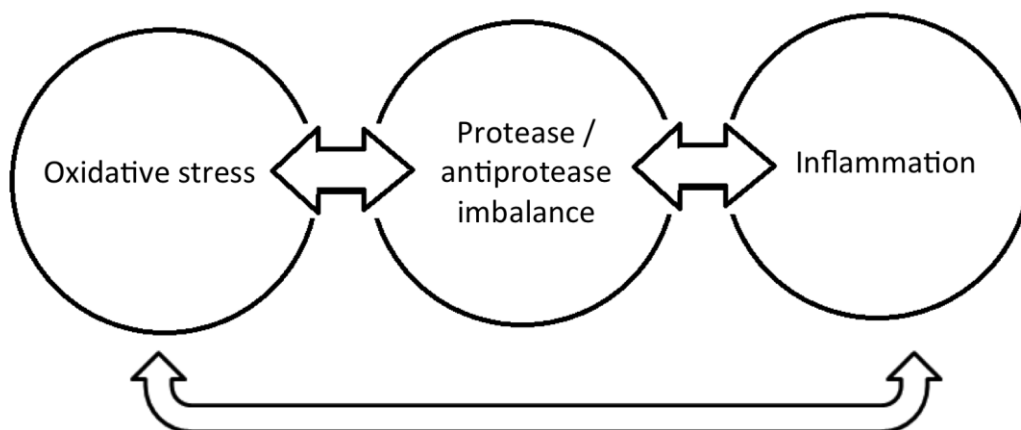 Oxidative stress
Protease /
antiprotease
imbalance
Inflammation